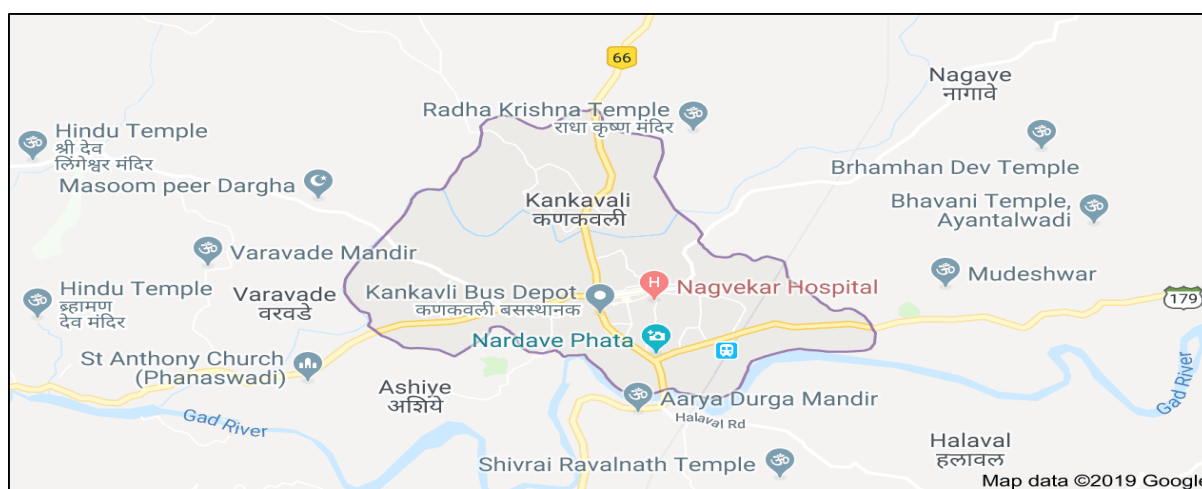 66
Nagave
नागावे
Radha Krishna Temple
राधा कृष्ण मंदिर
Hindu Temple
श्री देव
लिंगेश्वर मंदिर
Brhamhan Dev Temple
Masoom peer Dargha
Kankavali
कणकवली
Bhavani Temple,
Ayantalwadi
Varavade Mandir
Mudeshwar
Hindu Temple
ब्र्हामण
देव मंदिर
Varavade
वरवडे
Kankavli Bus Depot
कणकवली बसस्थानक
H
Nagvekar Hospital
179
Nardave Phata
St Anthony Church
(Phanaswadi)
Ashiye
अशिये
Aarya Durga Mandir
Gad River
Gad River
Halaval Rd
Halaval
हलावल
Shivrai Ravalnath Temple
Map data ©2019 Google